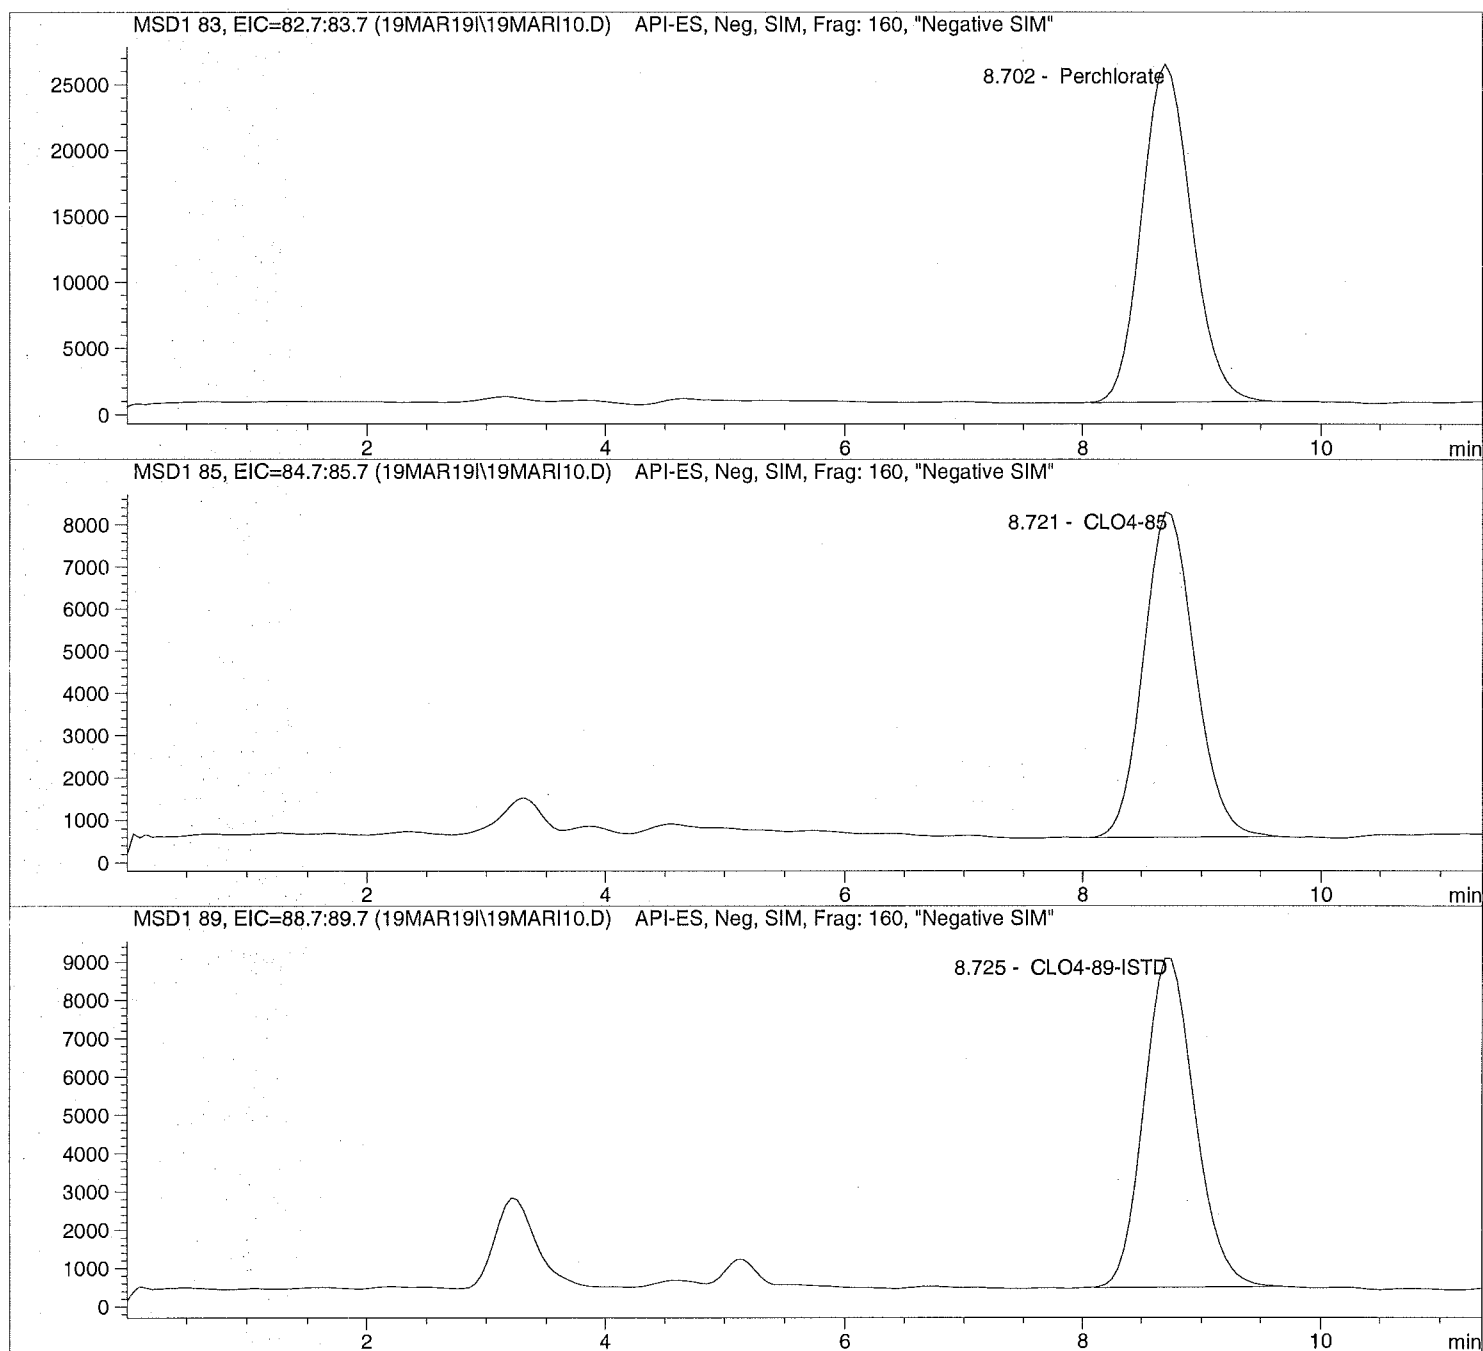 MSD1 83, EIC=82.7:83.7 (19MAR19I\19MARI10.D) API-ES, Neg, SIM, Frag: 160, "Negative SIM"
8.702 - Perchlorate
25000
20000
15000
10000
5000
0
2 4 6 8 10 min
MSD1 85, EIC=84.7:85.7 (19MAR19I\19MARI10.D) API-ES, Neg, SIM, Frag: 160, "Negative SIM"
8.721 - CLO4-85
8000
7000
6000
5000
4000
3000
2000
1000
0
2 4 6 8 10 min
MSD1 89, EIC=88.7:89.7 (19MAR19I\19MARI10.D) API-ES, Neg, SIM, Frag: 160, "Negative SIM"
8.725 - CLO4-89-ISTD
9000
8000
7000
6000
5000
4000
3000
2000
1000
0
2 4 6 8 10 min